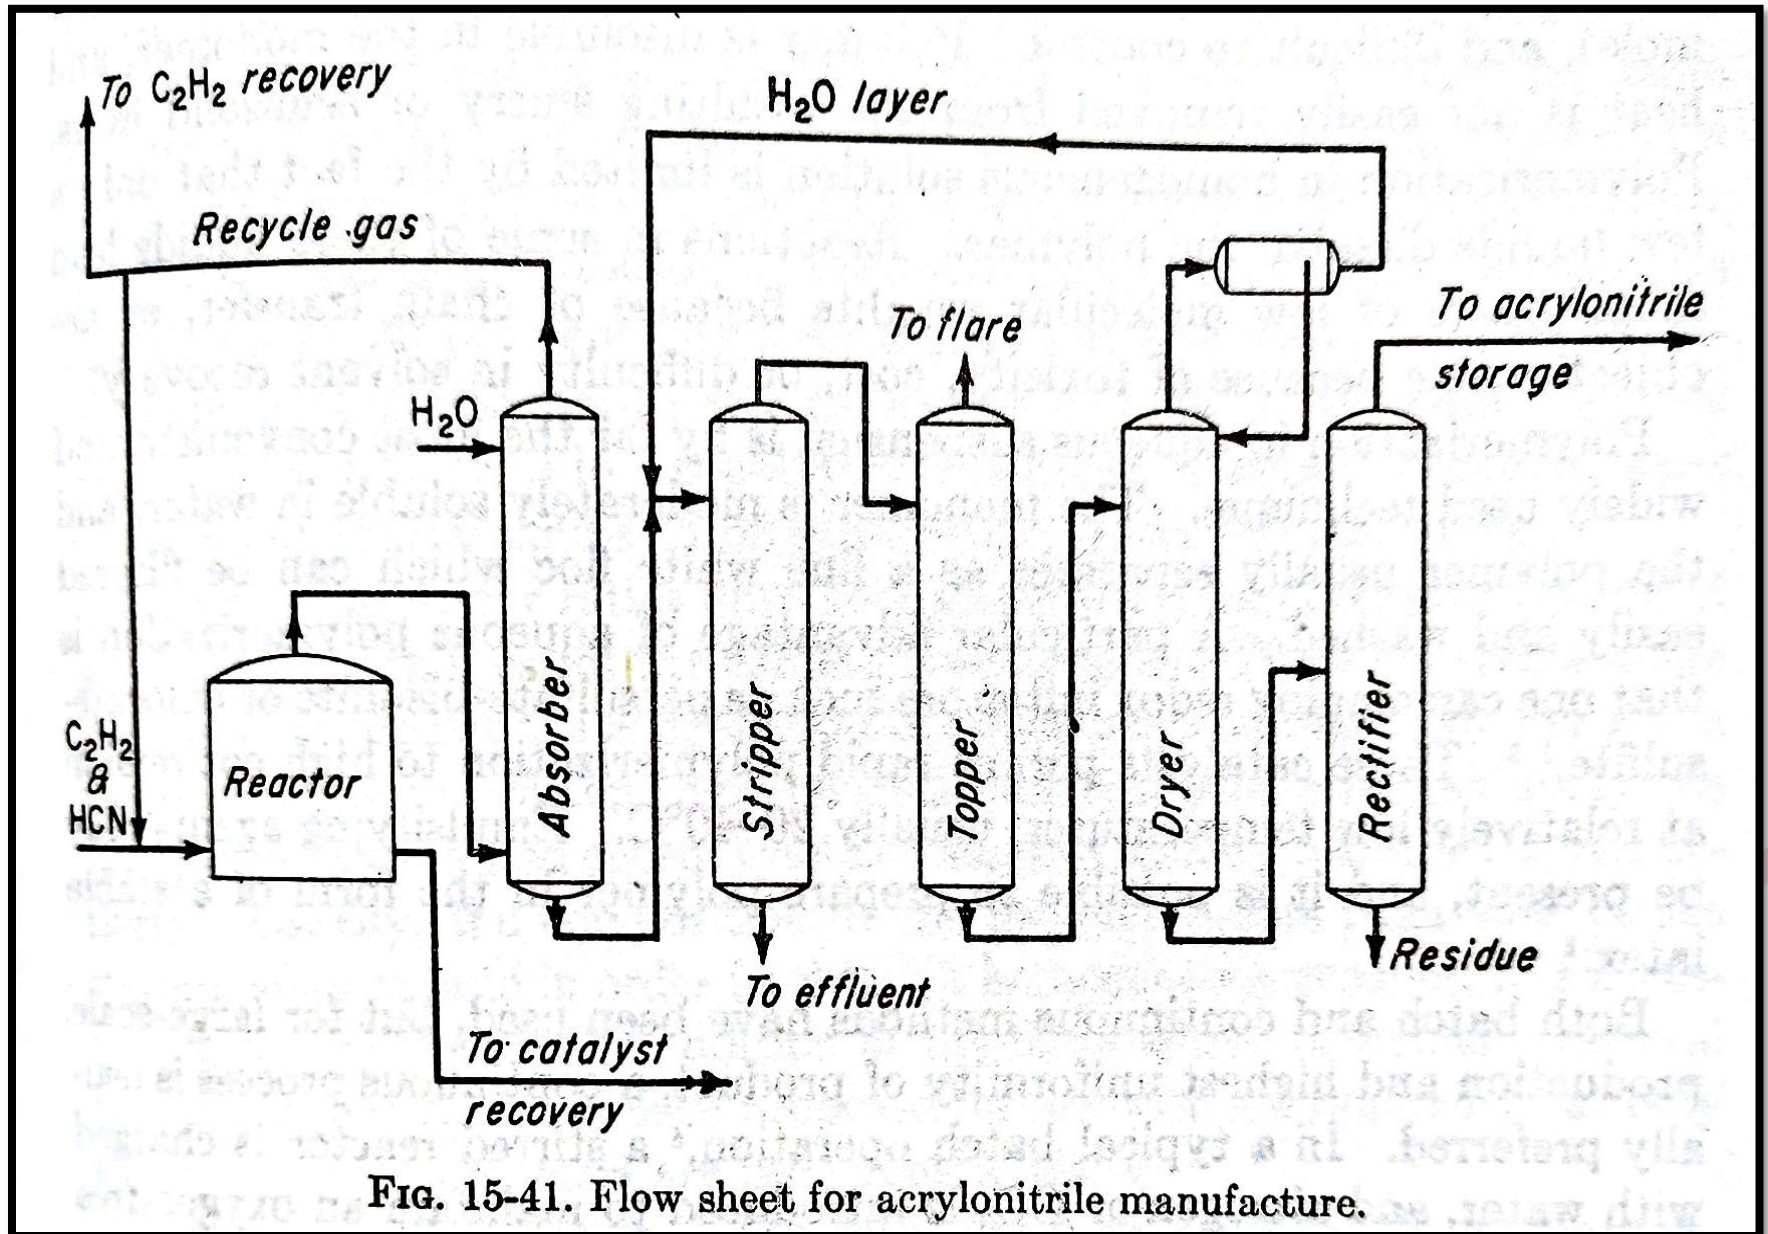 To C₂H₂ recovery
H₂O layer
Recycle gas
To flare
To acrylonitrile
storage
H₂O
C₂H₂
&
HCN
Reactor
Absorber
Stripper
Topper
Dryer
Rectifier
To effluent
Residue
To catalyst
recovery
FIG. 15-41. Flow sheet for acrylonitrile manufacture.